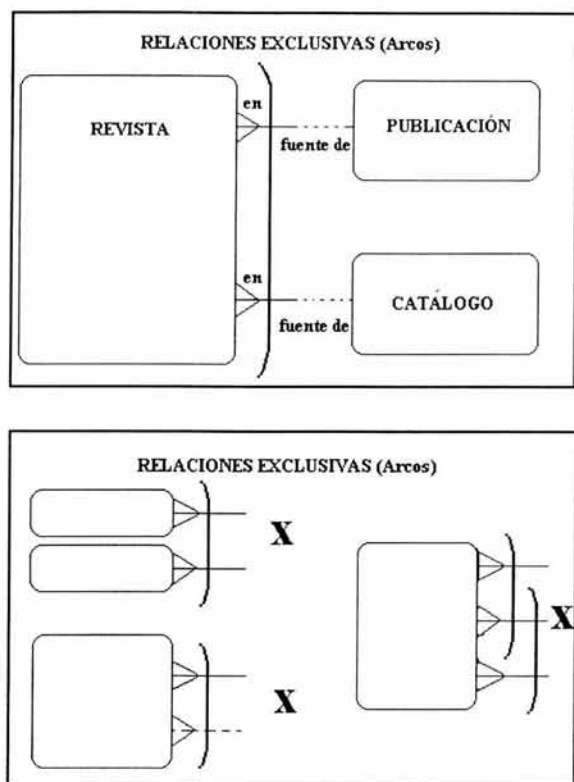 RELACIONES EXCLUSIVAS (Arcos)
REVISTA
en
fuente de
PUBLICACIÓN
en
fuente de
CATÁLOGO
RELACIONES EXCLUSIVAS (Arcos)
X
X
X